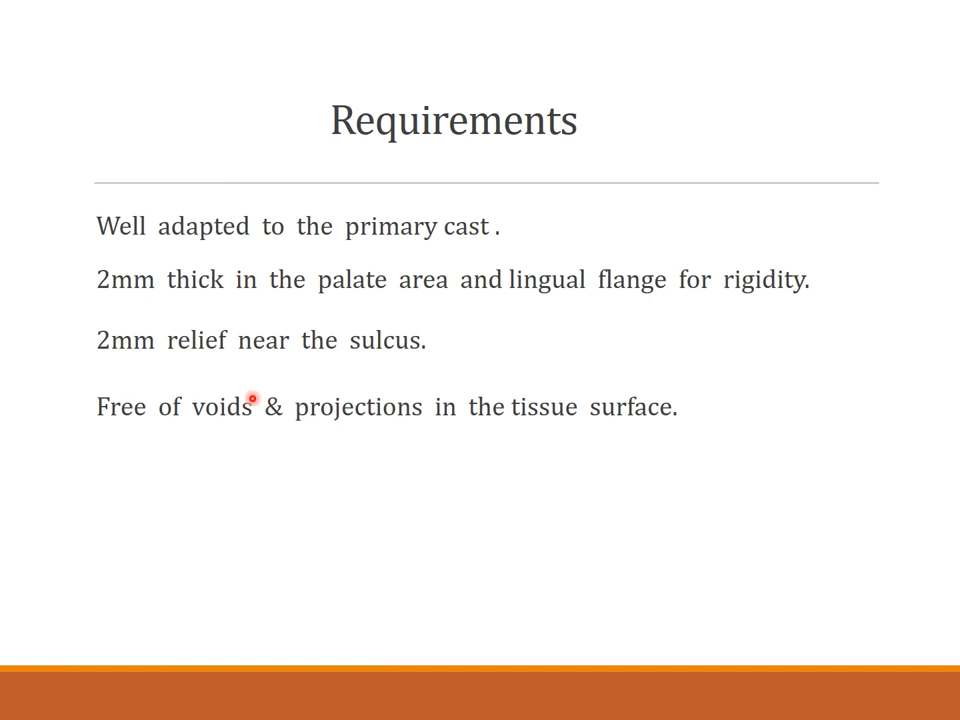 Requirements
Well adapted to the primary cast .
2mm thick in the palate area and lingual flange for rigidity.
2mm relief near the sulcus.
Free of voids & projections in the tissue surface.